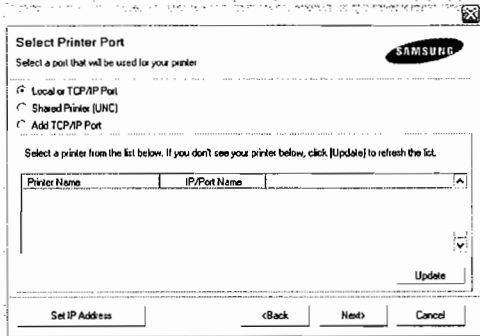 Select Printer Port
Select a port that will be used for your printer
SAMSUNG
Local or TCP/IP Port
Shared Printer (UNC)
Add TCP/IP Port
Select a printer from the list below. If you don't see your printer below, click [Update] to refresh the list.
Printer Name IP/Port Name
Update
Set IP Address <Back Next> Cancel